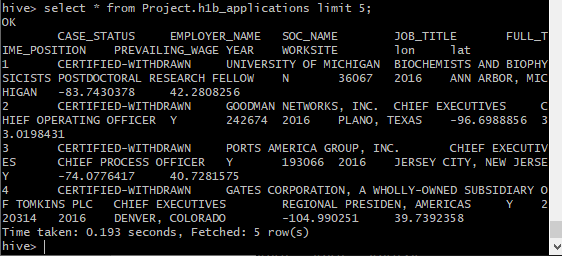 hive> select * from Project.h1b_applications limit 5;
OK
CASE_STATUS EMPLOYER_NAME SOC_NAME JOB_TITLE FULL_T
IME_POSITION PREVAILING_WAGE YEAR WORKSITE lon lat
1 CERTIFIED-WITHDRAWN UNIVERSITY OF MICHIGAN BIOCHEMISTS AND BIOPHY
SICISTS POSTDOCTORAL RESEARCH FELLOW N 36067 2016 ANN ARBOR, MIC
HIGAN -83.7430378 42.2808256
2 CERTIFIED-WITHDRAWN GOODMAN NETWORKS, INC. CHIEF EXECUTIVES C
HIEF OPERATING OFFICER Y 242674 2016 PLANO, TEXAS -96.6988856 3
3.0198431
3 CERTIFIED-WITHDRAWN PORTS AMERICA GROUP, INC. CHIEF EXECUTIV
ES CHIEF PROCESS OFFICER Y 193066 2016 JERSEY CITY, NEW JERSE
Y -74.0776417 40.7281575
4 CERTIFIED-WITHDRAWN GATES CORPORATION, A WHOLLY-OWNED SUBSIDIARY O
F TOMKINS PLC CHIEF EXECUTIVES REGIONAL PRESIDEN, AMERICAS Y 2
20314 2016 DENVER, COLORADO -104.990251 39.7392358
Time taken: 0.193 seconds, Fetched: 5 row(s)
hive>